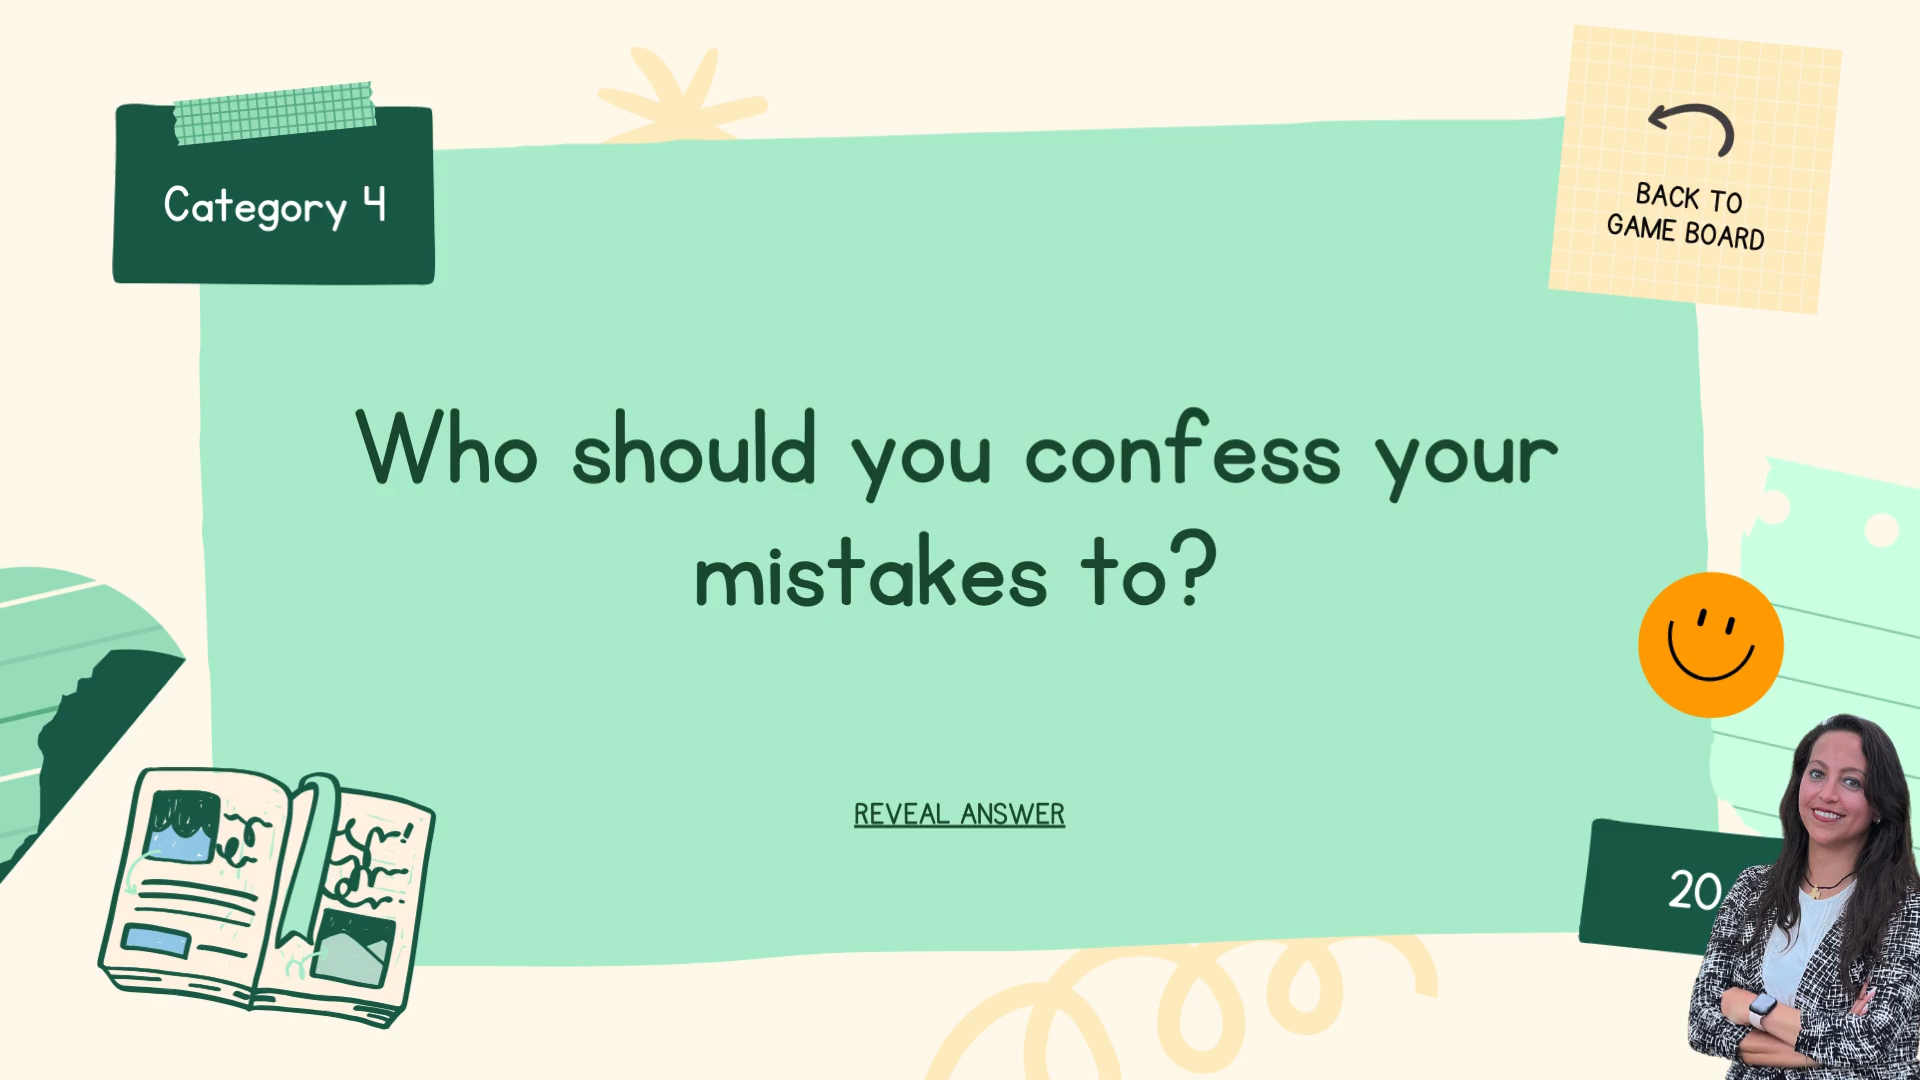 Category 4
BACK TO
GAME BOARD
Who should you confess your
mistakes to?
REVEAL ANSWER
20